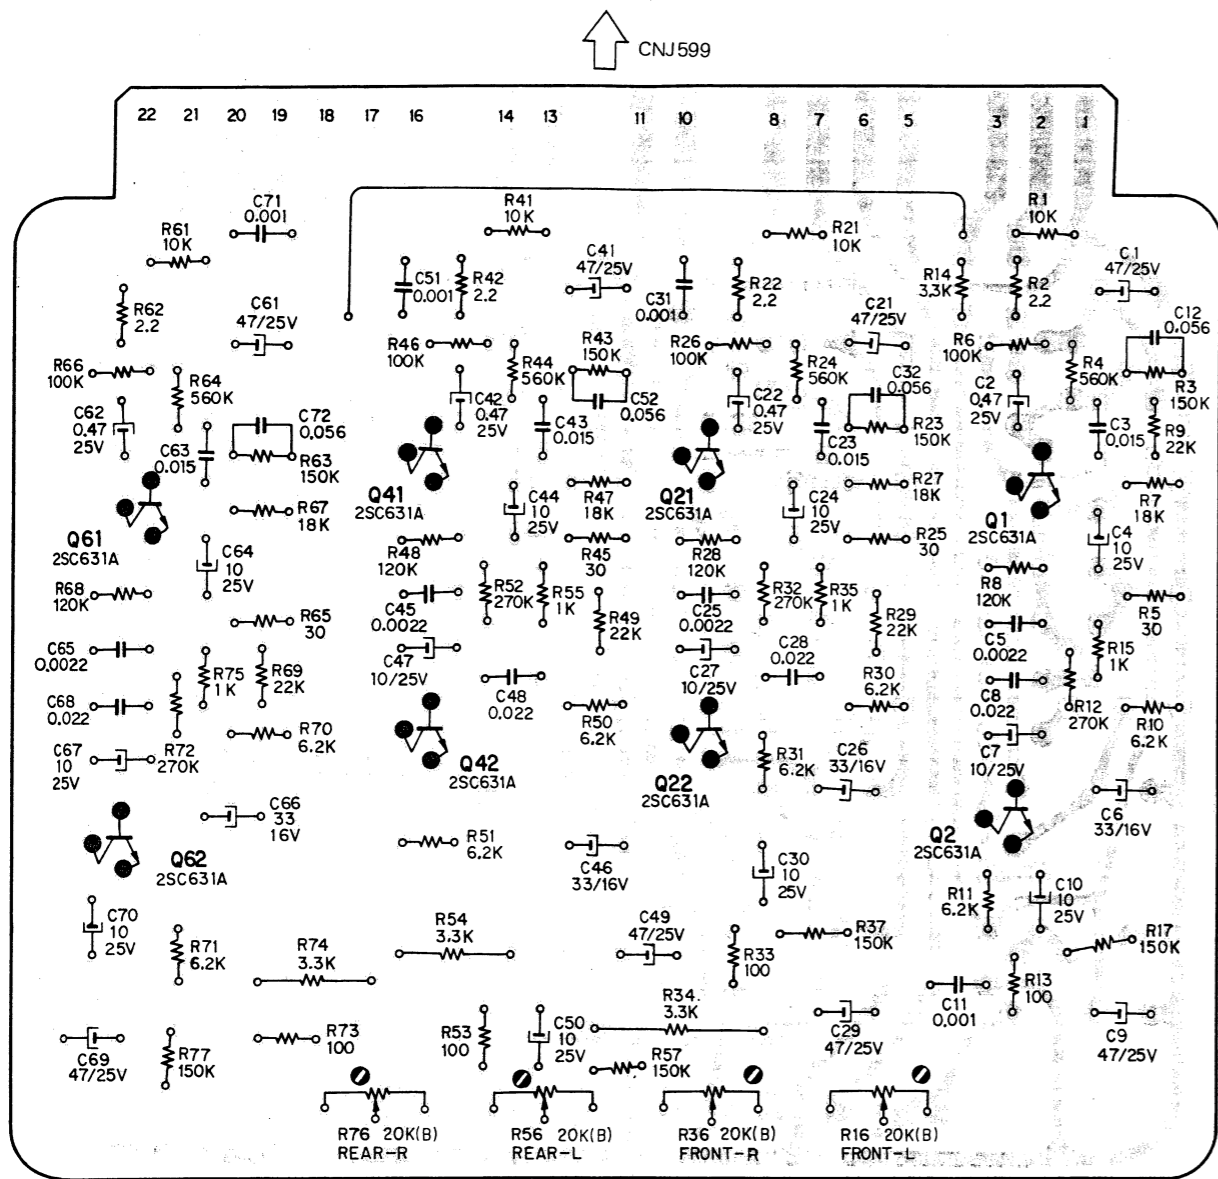 CNJ599
22 21 20 19 18 17 16 14 13 11 10 8 7 6 5 3 2 1
C71
0.001
R41
10K
R1
10K
R61
10K
R21
10K
C41
47/25V
C1
47/25V
C51
0.001
R42
2.2
C31
0.001
R22
2.2
R14
3.3K
R2
2.2
R62
2.2
C61
47/25V
C21
47/25V
C12
0.056
R46
100K
R43
150K
R26
100K
R6
100K
R66
100K
R64
560K
R44
560K
R24
560K
C32
0.056
R4
560K
R3
150K
C62
0.47
25V
C72
0.056
C42
0.47
25V
C43
0.015
C52
0.056
C22
0.47
25V
C23
0.015
R23
150K
C2
0.47
25V
C3
0.015
R9
22K
C63
0.015
R63
150K
Q41
2SC631A
C44
10
25V
R47
18K
Q21
2SC631A
C24
10
25V
R27
18K
Q1
2SC631A
R7
18K
Q61
2SC631A
R67
18K
C4
10
25V
C64
10
25V
R48
120K
R45
30
R28
120K
R25
30
R68
120K
R52
270K
R55
1K
R32
270K
R35
1K
R8
120K
R5
30
R65
30
C45
0.0022
R49
22K
C25
0.0022
R29
22K
C5
0.0022
R15
1K
C65
0.0022
R75
1K
R69
22K
C47
10/25V
C48
0.022
C27
10/25V
C28
0.022
R30
6.2K
C8
0.022
R12
270K
R10
6.2K
C68
0.022
R70
6.2K
R50
6.2K
C7
10/25V
C67
10
25V
R72
270K
Q42
2SC631A
Q22
2SC631A
R31
6.2K
C26
33/16V
C66
33
16V
C6
33/16V
Q62
2SC631A
R51
6.2K
C46
33/16V
C30
10
25V
Q2
2SC631A
R11
6.2K
C10
10
25V
C70
10
25V
R71
6.2K
R74
3.3K
R54
3.3K
C49
47/25V
R33
100
R37
150K
R17
150K
C11
0.001
R13
100
R34
3.3K
C69
47/25V
R77
150K
R73
100
R53
100
C50
10
25V
R57
150K
C29
47/25V
C9
47/25V
R76 20K(B)
REAR-R
R56 20K(B)
REAR-L
R36 20K(B)
FRONT-R
R16 20K(B)
FRONT-L